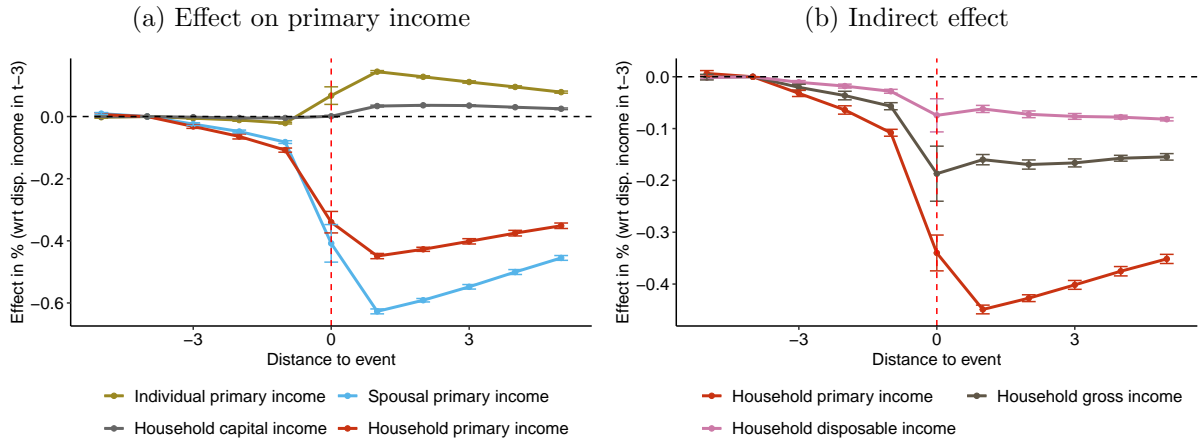 (a) Effect on primary income
Effect in % (wrt disp. income in t−3)
0.0
−0.2
−0.4
−0.6
−3
0
3
Distance to event
Individual primary income
Spousal primary income
Household capital income
Household primary income
(b) Indirect effect
Effect in % (wrt disp. income in t−3)
0.0
−0.1
−0.2
−0.3
−0.4
−3
0
3
Distance to event
Household primary income
Household gross income
Household disposable income